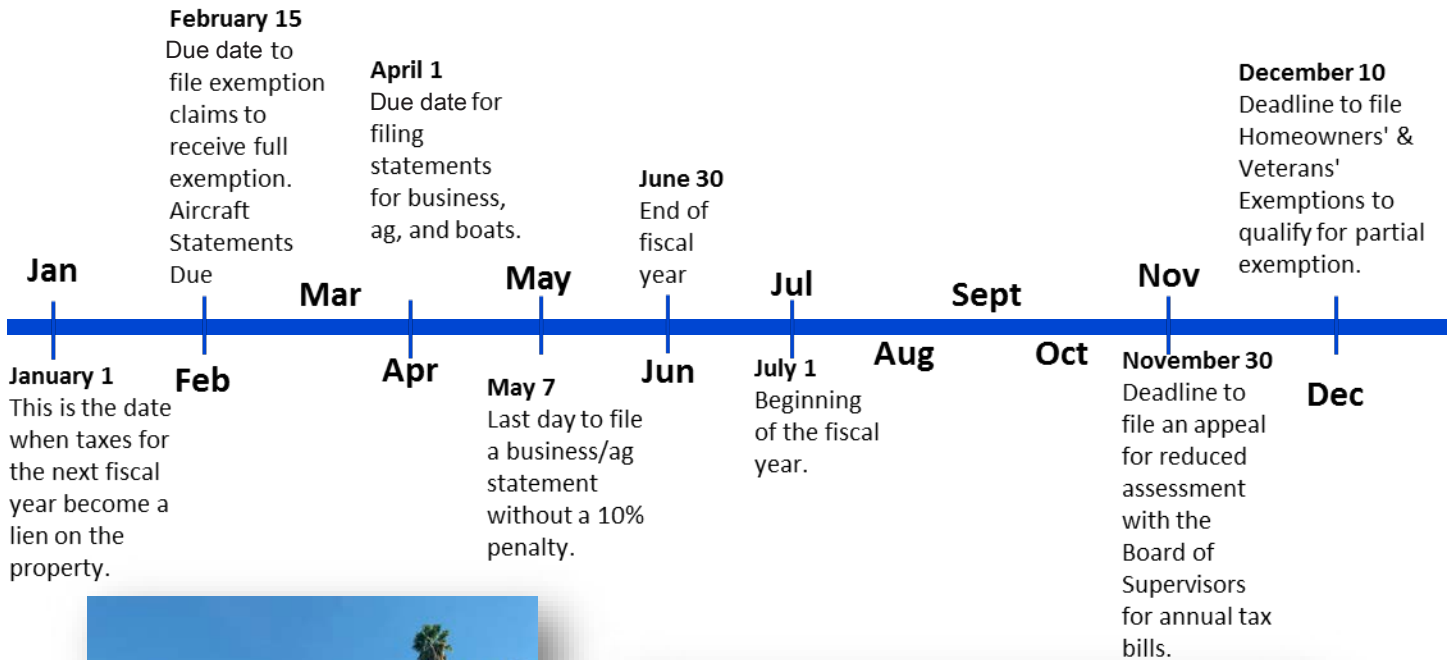 February 15
Due date to
file exemption
claims to
receive full
exemption.
Aircraft
Statements
Due
April 1
Due date for
filing
statements
for business,
ag, and boats.
June 30
End of
fiscal
year
December 10
Deadline to file
Homeowners' &
Veterans'
Exemptions to
qualify for partial
exemption.
Jan
Mar
May
Jul
Sept
Nov
Feb
Apr
Jun
Aug
Oct
Dec
January 1
This is the date
when taxes for
the next fiscal
year become a
lien on the
property.
May 7
Last day to file
a business/ag
statement
without a 10%
penalty.
July 1
Beginning
of the fiscal
year.
November 30
Deadline to
file an appeal
for reduced
assessment
with the
Board of
Supervisors
for annual tax
bills.